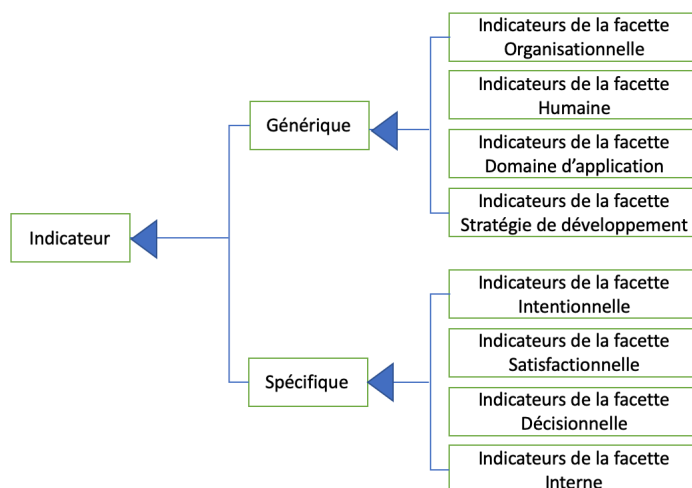 Indicateur
Générique
Indicateurs de la facette
Organisationnelle
Indicateurs de la facette
Humaine
Indicateurs de la facette
Domaine d'application
Indicateurs de la facette
Stratégie de développement
Spécifique
Indicateurs de la facette
Intentionnelle
Indicateurs de la facette
Satisfactionnelle
Indicateurs de la facette
Décisionnelle
Indicateurs de la facette
Interne